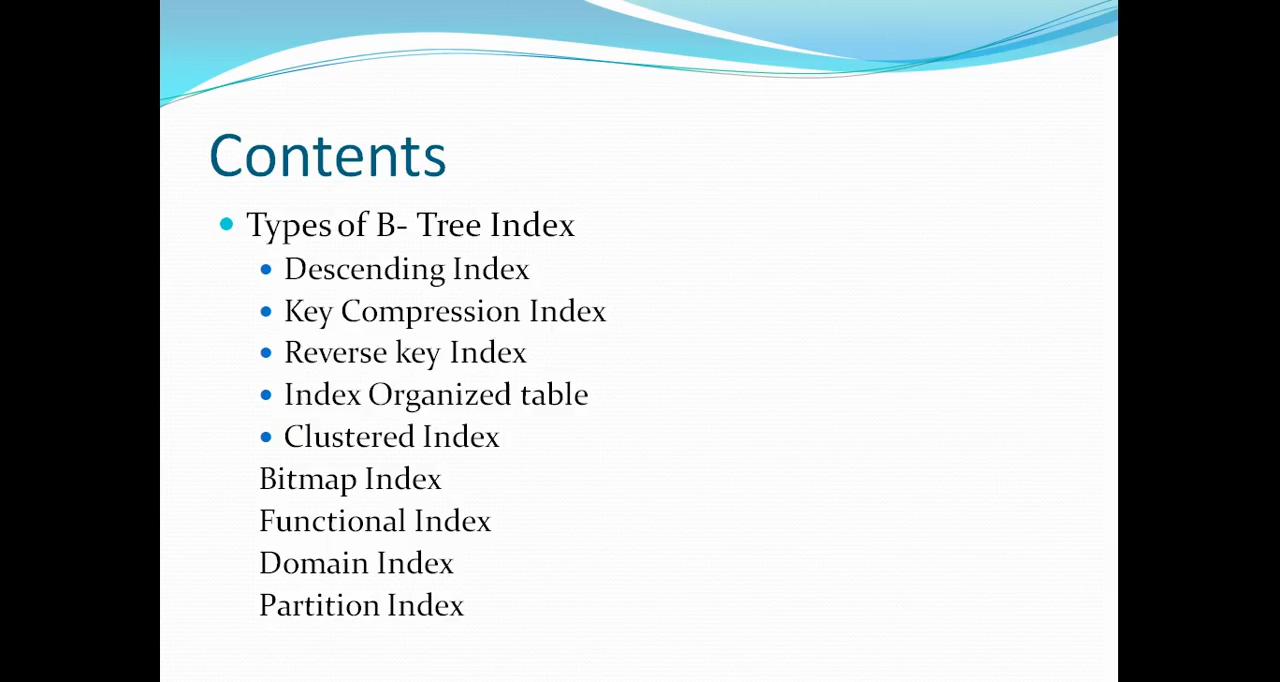 Contents
Types of B- Tree Index
Descending Index
Key Compression Index
Reverse key Index
Index Organized table
Clustered Index
Bitmap Index
Functional Index
Domain Index
Partition Index